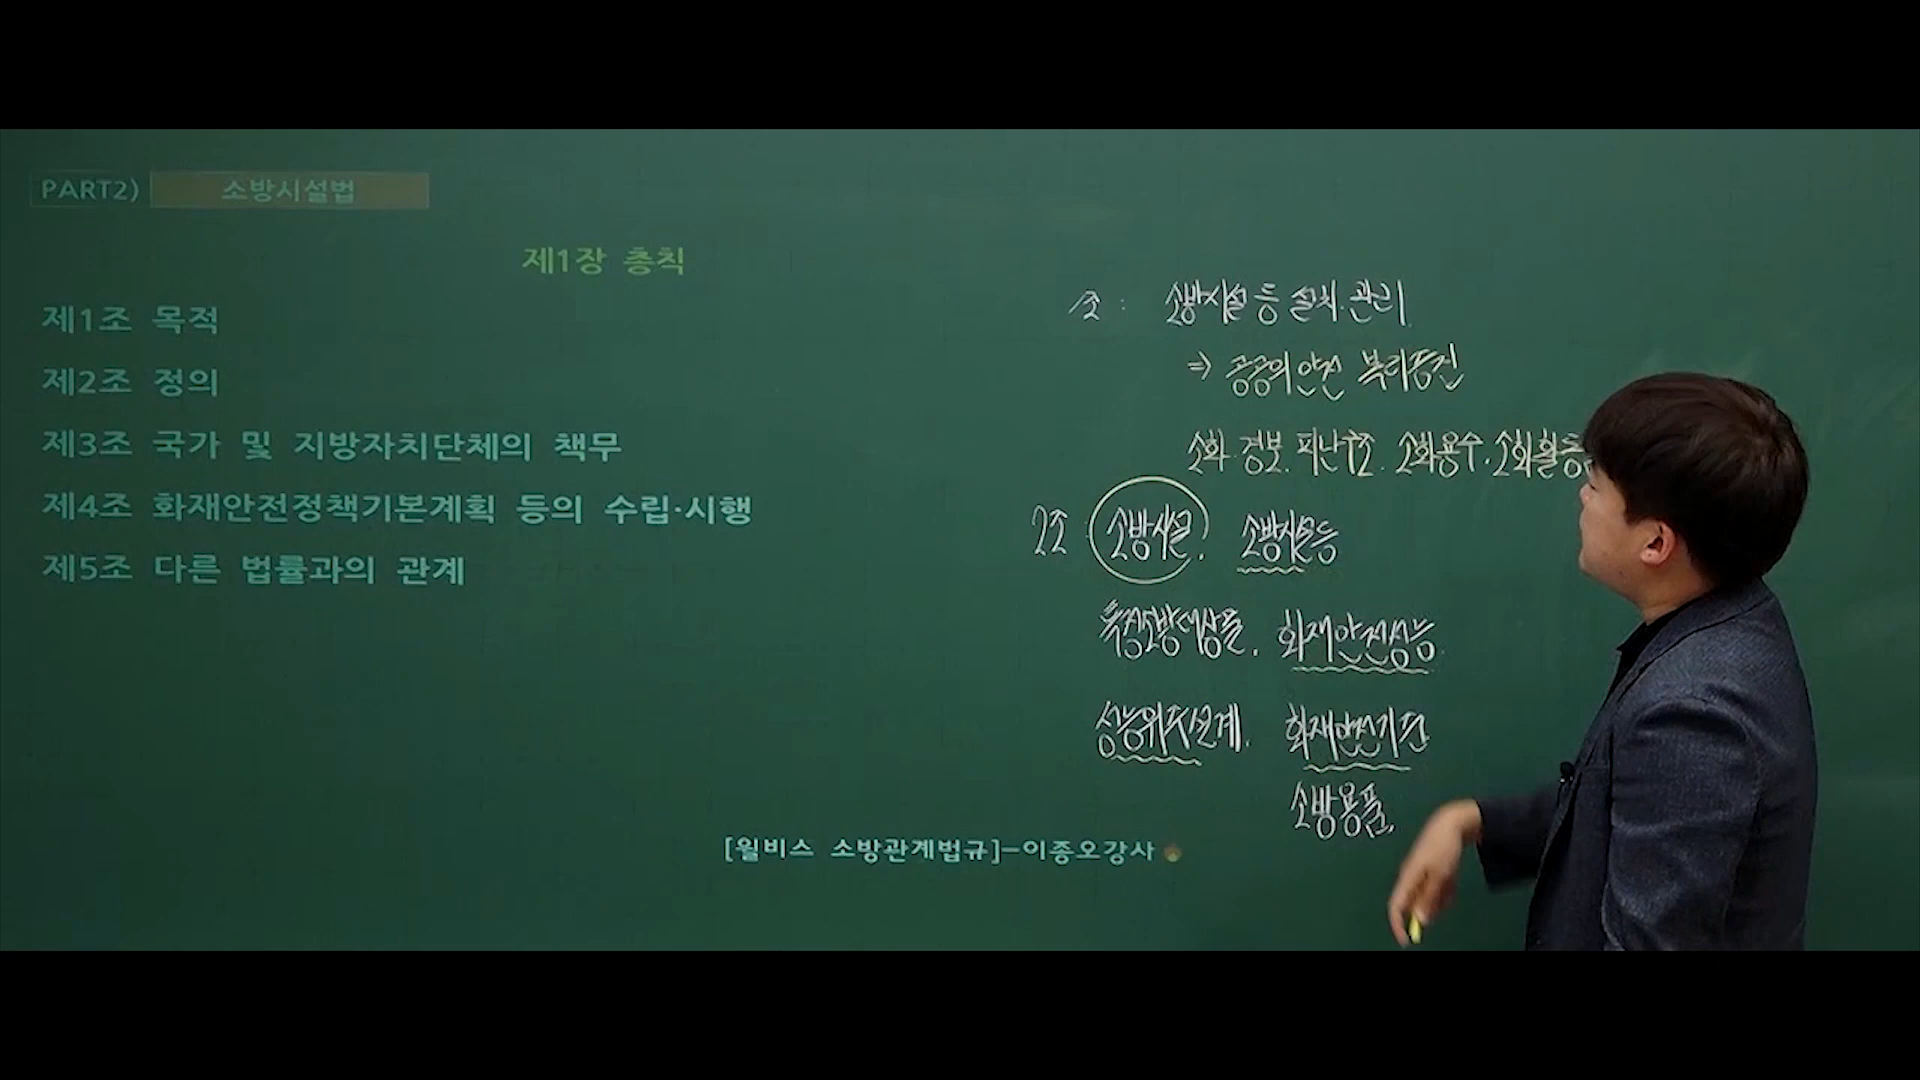 PART2) 소방시설법
제1장 총칙
제1조 목적
제2조 정의
제3조 국가 및 지방자치단체의 책무
제4조 화재안전정책기본계획 등의 수립·시행
제5조 다른 법률과의 관계
[윌비스 소방관계법규]-이종오강사
1조 : 소방시설 등 설치·관리
⇒ 공공의 안전 복리증진
소화·경보·피난구조·소화용수·소화활동
2조 : 소방시설, 소방시설등
특정소방대상물, 화재안전성능
성능위주설계, 화재안전기준
소방용품,